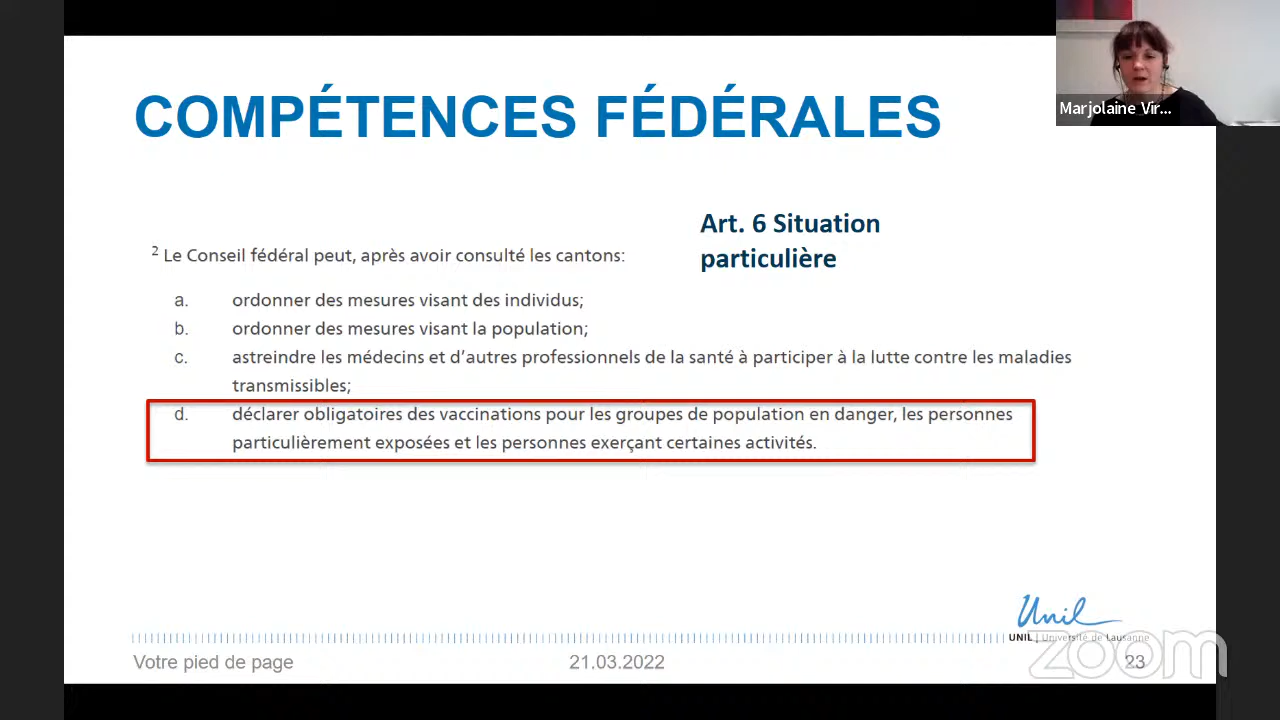 COMPÉTENCES FÉDÉRALES
Marjolaine Vir...
Art. 6 Situation
particulière
2 Le Conseil fédéral peut, après avoir consulté les cantons:
a. ordonner des mesures visant des individus;
b. ordonner des mesures visant la population;
c. astreindre les médecins et d'autres professionnels de la santé à participer à la lutte contre les maladies
transmissibles;
d. déclarer obligatoires des vaccinations pour les groupes de population en danger, les personnes
particulièrement exposées et les personnes exerçant certaines activités.
Unil
UNIL | Université de Lausanne
Votre pied de page
21.03.2022
23
zoom